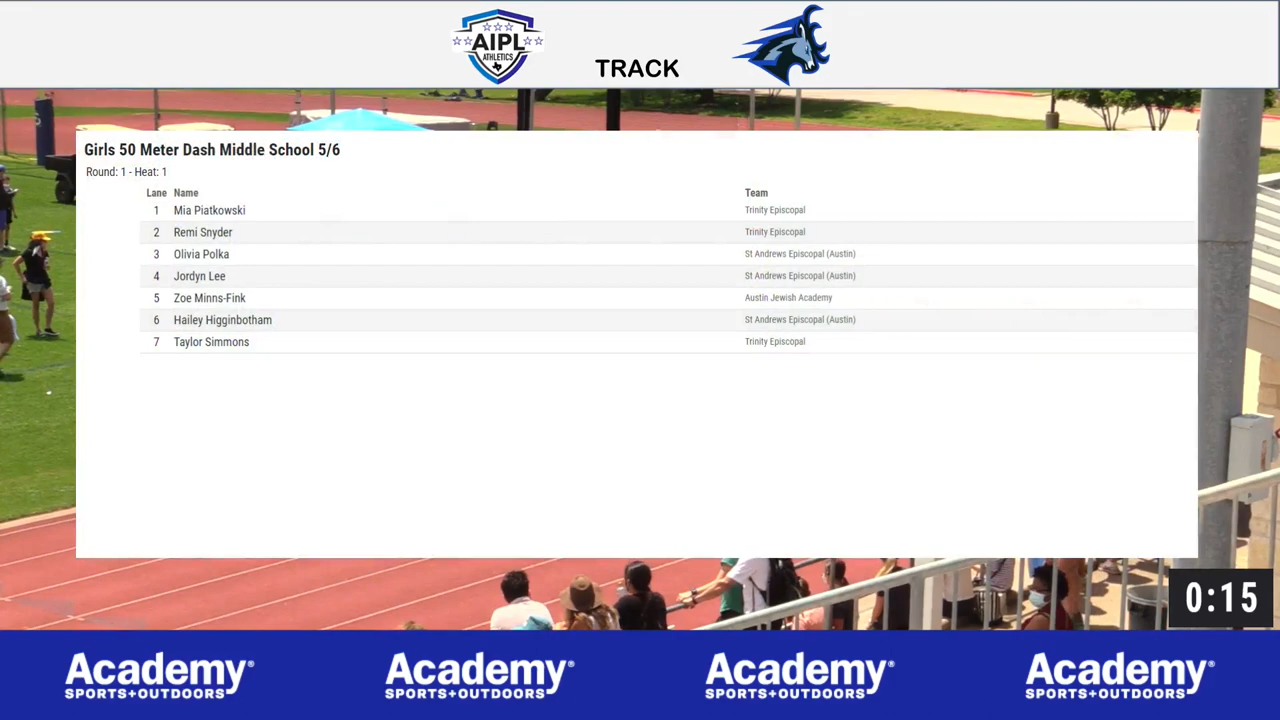 AIPL
ATHLETICS
TRACK
Girls 50 Meter Dash Middle School 5/6
Round: 1 - Heat: 1
Lane Name Team
1 Mia Piatkowski Trinity Episcopal
2 Remi Snyder Trinity Episcopal
3 Olivia Polka St Andrews Episcopal (Austin)
4 Jordyn Lee St Andrews Episcopal (Austin)
5 Zoe Minns-Fink Austin Jewish Academy
6 Hailey Higginbotham St Andrews Episcopal (Austin)
7 Taylor Simmons Trinity Episcopal
0:15
Academy® Academy® Academy® Academy®
SPORTS+OUTDOORS SPORTS+OUTDOORS SPORTS+OUTDOORS SPORTS+OUTDOORS